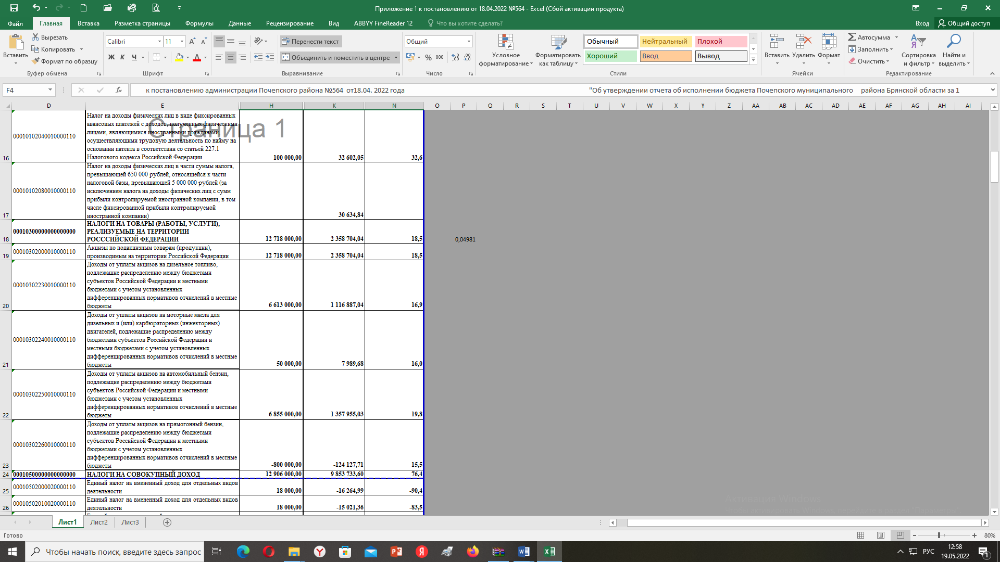 Приложение 1 к постановлению от 18.04.2022 №564 - Excel (Сбой активации продукта)
Файл Главная Вставка Разметка страницы Формулы Данные Рецензирование Вид ABBYY FineReader 12 Что вы хотите сделать? Вход Общий доступ
Вставить
Вырезать
Копировать
Формат по образцу
Буфер обмена
Calibri 11
Ж К Ч
Шрифт
Перенести текст
Объединить и поместить в центре
Выравнивание
Общий
% 000
Число
Условное форматирование
Форматировать как таблицу
Обычный Нейтральный Плохой
Хороший Ввод Вывод
Стили
Вставить Удалить Формат
Ячейки
Автосумма
Заполнить
Очистить
Сортировка и фильтр
Найти и выделить
Редактирование
F4 fx к постановлению администрации Почепского района №564 от18.04. 2022 года "Об утверждении отчета об исполнении бюджета Почепского муниципального района Брянской области за 1
D E H K N O P Q R S T U V W X Y Z AA AB AC AD AE AF AG AH AI
Страница 1
Налог на доходы физических лиц в виде фиксированных
авансовых платежей с доходов, полученных физическими
лицами, являющимися иностранными гражданами,
00010102040010000110
осуществляющими трудовую деятельность по найму на
основании патента в соответствии со статьей 227.1
16 Налогового кодекса Российской Федерации 100 000,00 32 602,05 32,6
Налог на доходы физических лиц в части суммы налога,
превышающей 650 000 рублей, относящейся к части
налоговой базы, превышающей 5 000 000 рублей (за
00010102080010000110
исключением налога на доходы физических лиц с сумм
прибыли контролируемой иностранной компании, в том
числе фиксированной прибыли контролируемой
17 иностранной компании) 30 634,84
НАЛОГИ НА ТОВАРЫ (РАБОТЫ, УСЛУГИ),
00010300000000000000 РЕАЛИЗУЕМЫЕ НА ТЕРРИТОРИИ
18 РОСССИЙСКОЙ ФЕДЕРАЦИИ 12 718 000,00 2 358 704,04 18,5 0,04981
00010302000010000110 Акцизы по подакцизным товарам (продукции),
19 производимым на территории Российской Федерации 12 718 000,00 2 358 704,04 18,5
Доходы от уплаты акцизов на дизельное топливо,
подлежащие распределению между бюджетами
субъектов Российской Федерации и местными
00010302230010000110
бюджетами с учетом установленных
дифференцированных нормативов отчислений в местные
20 бюджеты 6 613 000,00 1 116 887,04 16,9
Доходы от уплаты акцизов на моторные масла для
дизельных и (или) карбюраторных (инжекторных)
двигателей, подлежащие распределению между
00010302240010000110 бюджетами субъектов Российской Федерации и
местными бюджетами с учетом установленных
дифференцированных нормативов отчислений в местные
21 бюджеты 50 000,00 7 989,68 16,0
Доходы от уплаты акцизов на автомобильный бензин,
подлежащие распределению между бюджетами
субъектов Российской Федерации и местными
00010302250010000110
бюджетами с учетом установленных
дифференцированных нормативов отчислений в местные
22 бюджеты 6 855 000,00 1 357 955,03 19,8
Доходы от уплаты акцизов на прямогонный бензин,
подлежащие распределению между бюджетами
субъектов Российской Федерации и местными
00010302260010000110
бюджетами с учетом установленных
дифференцированных нормативов отчислений в местные
23 бюджеты -800 000,00 -124 127,71 15,5
24 00010500000000000000 НАЛОГИ НА СОВОКУПНЫЙ ДОХОД 12 906 000,00 9 853 733,60 76,4
00010502000020000110 Единый налог на вмененный доход для отдельных видов
25 деятельности 18 000,00 -16 264,99 -90,4
00010502010020000110 Единый налог на вмененный доход для отдельных видов
26 деятельности 18 000,00 -15 021,36 -83,5
Активация Windows
Лист1 Лист2 Лист3
Готово 80%
Чтобы начать поиск, введите здесь запрос
РУС 12:58
19.05.2022
1